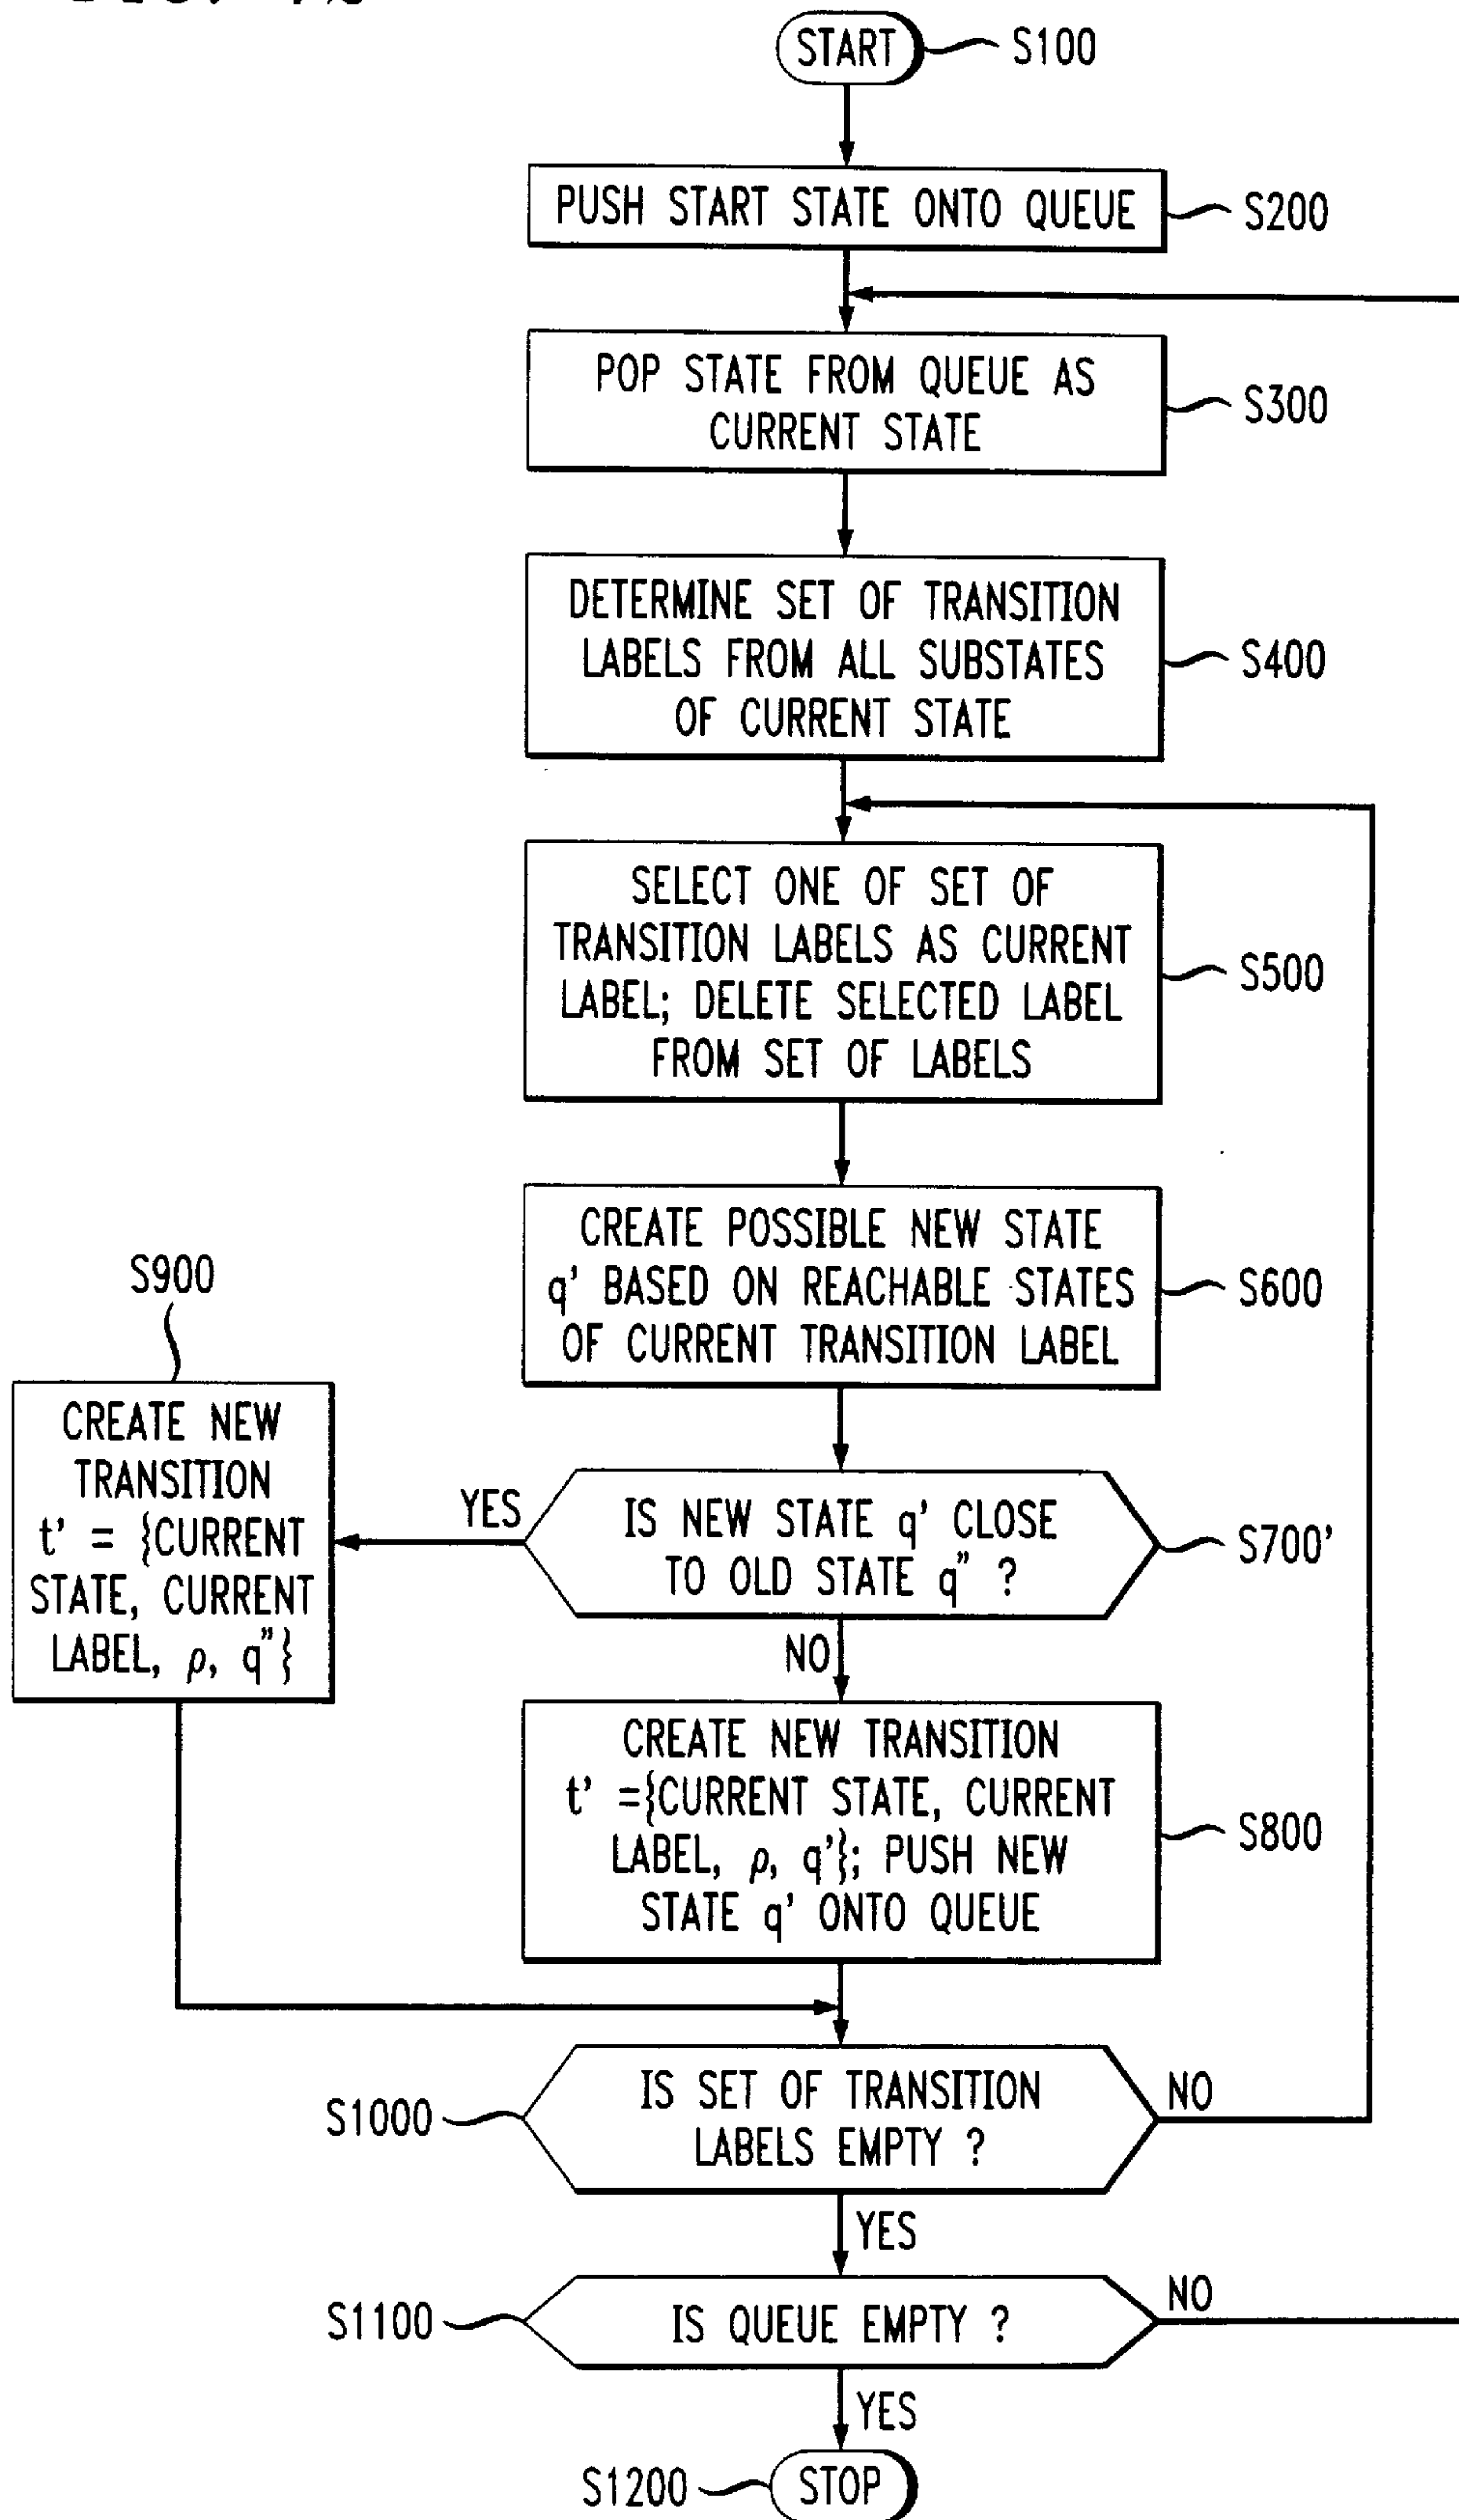 START
S100
PUSH START STATE ONTO QUEUE
S200
POP STATE FROM QUEUE AS
CURRENT STATE
S300
DETERMINE SET OF TRANSITION
LABELS FROM ALL SUBSTATES
OF CURRENT STATE
S400
SELECT ONE OF SET OF
TRANSITION LABELS AS CURRENT
LABEL; DELETE SELECTED LABEL
FROM SET OF LABELS
S500
CREATE POSSIBLE NEW STATE
q' BASED ON REACHABLE STATES
OF CURRENT TRANSITION LABEL
S600
IS NEW STATE q' CLOSE
TO OLD STATE q" ?
S700'
YES
S900
CREATE NEW
TRANSITION
t' = {CURRENT
STATE, CURRENT
LABEL, ρ, q"}
NO
CREATE NEW TRANSITION
t' ={CURRENT STATE, CURRENT
LABEL, ρ, q'}; PUSH NEW
STATE q' ONTO QUEUE
S800
IS SET OF TRANSITION
LABELS EMPTY ?
S1000
NO
YES
IS QUEUE EMPTY ?
S1100
NO
YES
STOP
S1200